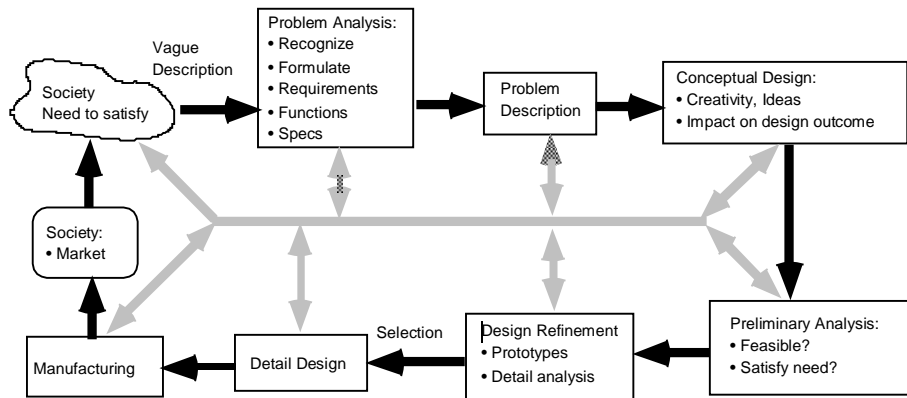 Vague
Description
Society
Need to satisfy
Problem Analysis:
• Recognize
• Formulate
• Requirements
• Functions
• Specs
Problem
Description
Conceptual Design:
• Creativity, Ideas
• Impact on design outcome
Society:
• Market
Manufacturing
Detail Design
Selection
Design Refinement
• Prototypes
• Detail analysis
Preliminary Analysis:
• Feasible?
• Satisfy need?